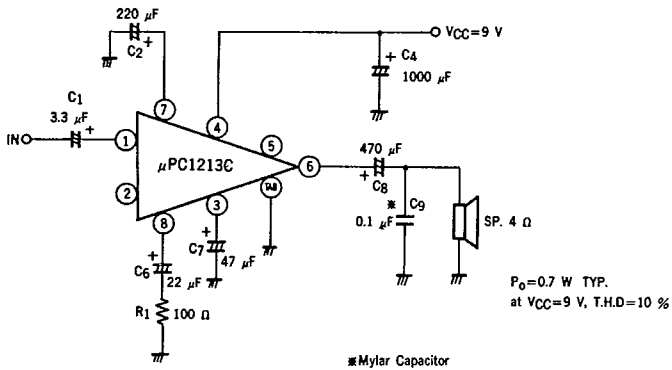 220 µF
C2
+
VCC=9 V
+ C4
1000 µF
C1
3.3 µF
+
IN
1
7
4
5
6
2
8
3
TAB
µPC1213C
470 µF
+
C8
※
C9
0.1 µF
SP. 4 Ω
+
C6
22 µF
+
C7
47 µF
R1
100 Ω
Po=0.7 W TYP.
at VCC=9 V, T.H.D=10 %
※Mylar Capacitor